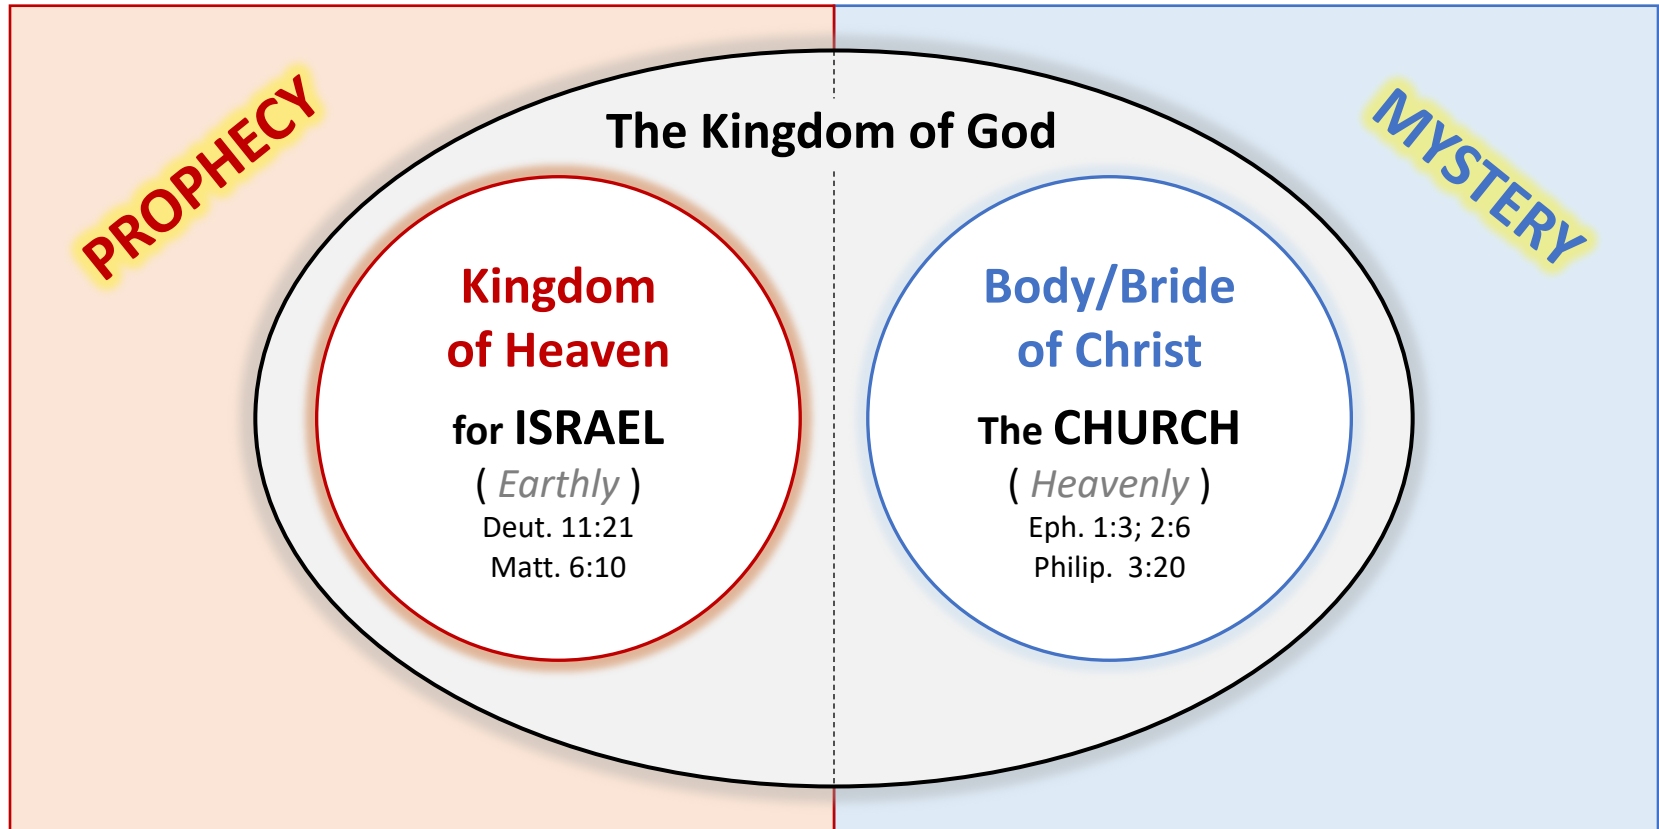 PROPHECY
MYSTERY
The Kingdom of God
Kingdom
of Heaven
for ISRAEL
( Earthly )
Deut. 11:21
Matt. 6:10
Body/Bride
of Christ
The CHURCH
( Heavenly )
Eph. 1:3; 2:6
Philip.  3:20